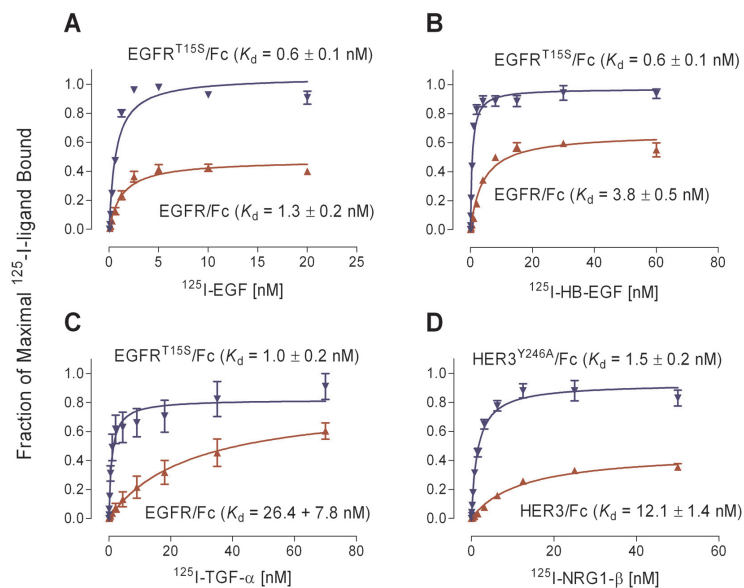 Fraction of Maximal ¹²⁵-I-ligand Bound
A
EGFRᵀ¹⁵ˢ/Fc (Kd = 0.6 ± 0.1 nM)
1.0
0.8
0.6
0.4
0.2
0.0
EGFR/Fc (Kd = 1.3 ± 0.2 nM)
0 5 10 15 20 25
¹²⁵I-EGF [nM]
B
EGFRᵀ¹⁵ˢ/Fc (Kd = 0.6 ± 0.1 nM)
1.0
0.8
0.6
0.4
0.2
0.0
EGFR/Fc (Kd = 3.8 ± 0.5 nM)
0 20 40 60 80
¹²⁵I-HB-EGF [nM]
C
EGFRᵀ¹⁵ˢ/Fc (Kd = 1.0 ± 0.2 nM)
1.0
0.8
0.6
0.4
0.2
0.0
EGFR/Fc (Kd = 26.4 + 7.8 nM)
0 20 40 60 80
¹²⁵I-TGF-α [nM]
D
HER3ʸ²⁴⁶ᴬ/Fc (Kd = 1.5 ± 0.2 nM)
1.0
0.8
0.6
0.4
0.2
0.0
HER3/Fc (Kd = 12.1 ± 1.4 nM)
0 20 40 60
¹²⁵I-NRG1-β [nM]